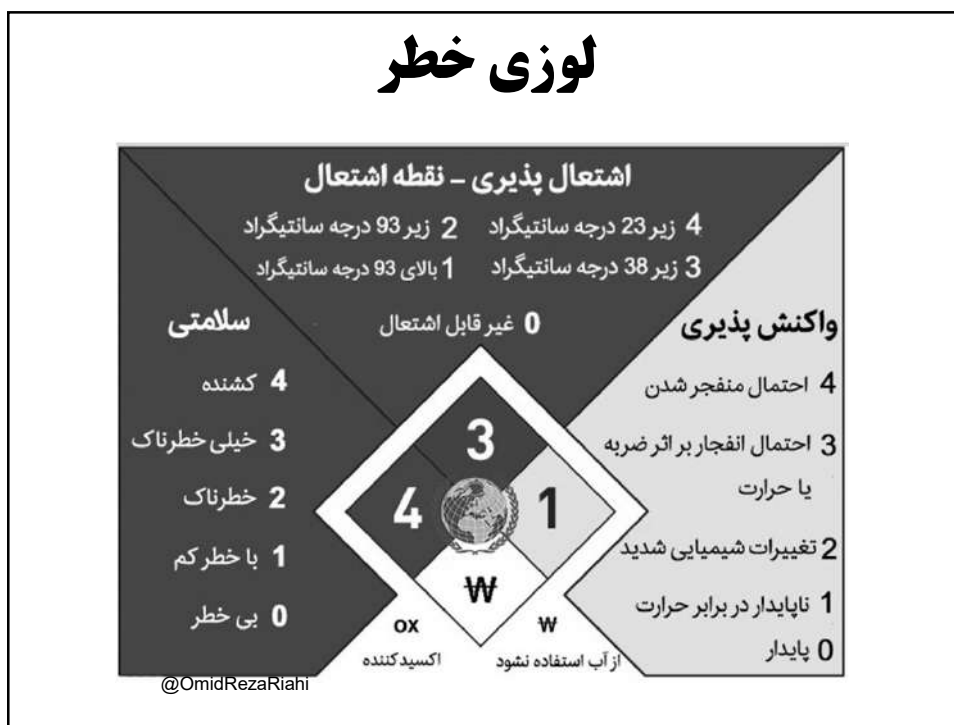 لوزی خطر
اشتعال پذیری – نقطه اشتعال
4 زیر 23 درجه سانتیگراد 2 زیر 93 درجه سانتیگراد
3 زیر 38 درجه سانتیگراد 1 بالای 93 درجه سانتیگراد
0 غیر قابل اشتعال
واکنش پذیری
4 احتمال منفجر شدن
3 احتمال انفجار بر اثر ضربه
یا حرارت
2 تغییرات شیمیایی شدید
1 ناپایدار در برابر حرارت
0 پایدار
سلامتی
4 کشنده
3 خیلی خطرناک
2 خطرناک
1 با خطر کم
0 بی خطر
3
4 1
W̶
W̶
از آب استفاده نشود
ox
اکسیدکننده
@OmidRezaRiahi